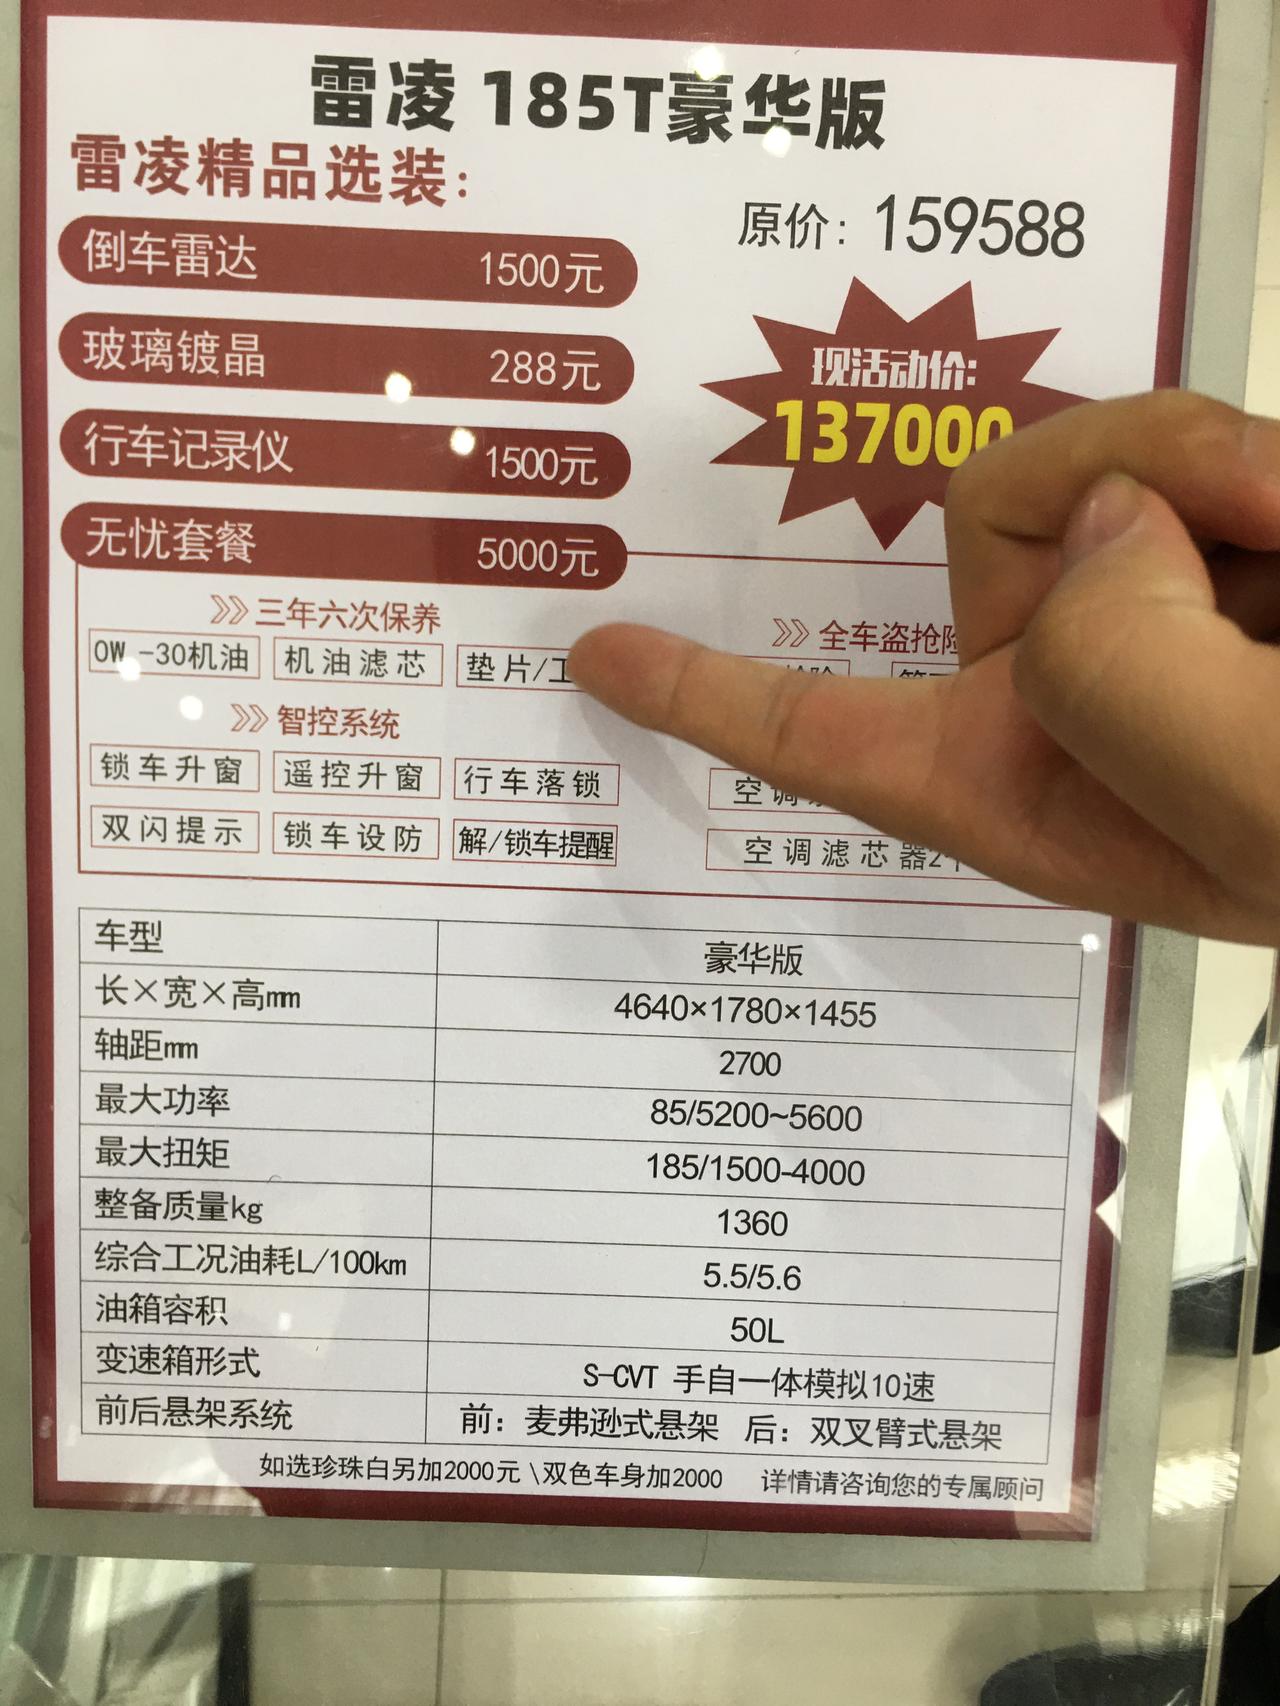 雷凌 185T豪华版
雷凌精品选装：
原价：159588
倒车雷达 1500元
玻璃镀晶 288元
现活动价：
137000
行车记录仪 1500元
无忧套餐 5000元
三年六次保养
全车盗抢险
0W -30机油 机油滤芯 垫片/工
智控系统
锁车升窗 遥控升窗 行车落锁
空调
双闪提示 锁车设防 解/锁车提醒
空调滤芯器2个
车型 豪华版
长×宽×高mm 4640×1780×1455
轴距mm 2700
最大功率 85/5200~5600
最大扭矩 185/1500-4000
整备质量kg 1360
综合工况油耗L/100km 5.5/5.6
油箱容积 50L
变速箱形式 S-CVT 手自一体模拟10速
前后悬架系统 前：麦弗逊式悬架 后：双叉臂式悬架
如选珍珠白另加2000元 \双色车身加2000 详情请咨询您的专属顾问